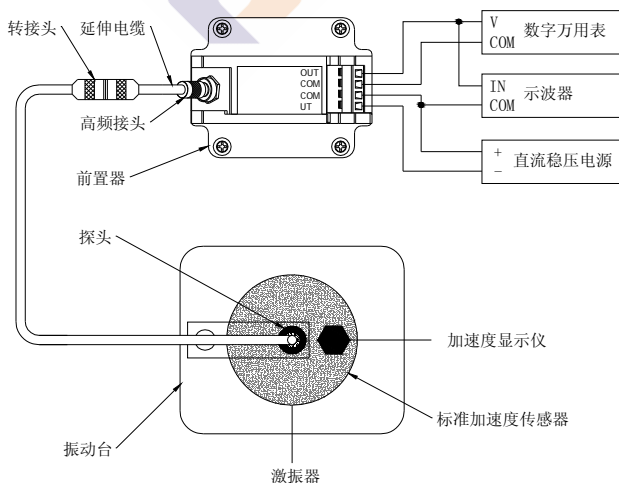 转接头
延伸电缆
高频接头
前置器
OUT
COM
COM
UT
V
COM
数字万用表
IN
COM
示波器
+
−
直流稳压电源
探头
加速度显示仪
标准加速度传感器
振动台
激振器